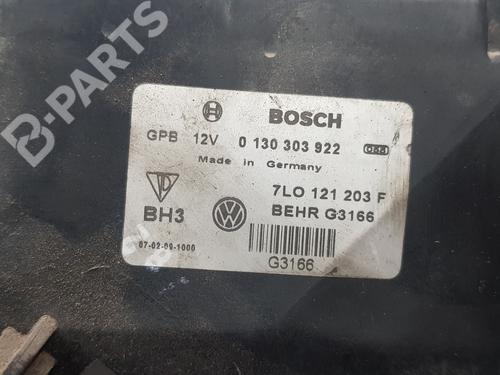 B-PARTS
BOSCH
GPB 12V 0 130 303 922
Made in Germany
7L0 121 203 F
BH3
BEHR G3166
07-02-09-1000
G3166